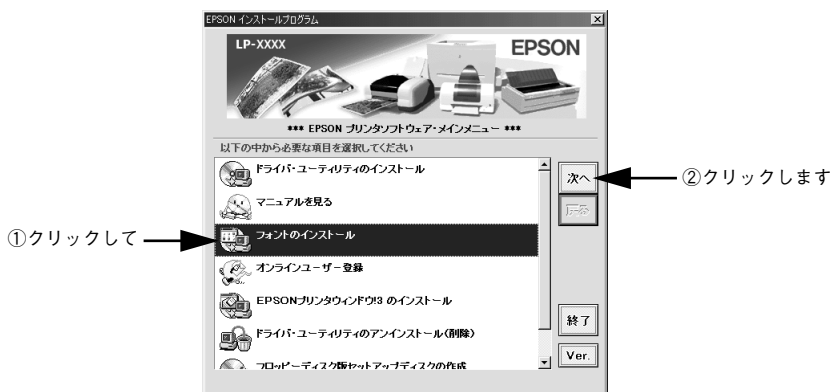 EPSON インストールプログラム
LP-XXXX
EPSON
*** EPSON プリンタソフトウェア・メインメニュー ***
以下の中から必要な項目を選択してください
ドライバ・ユーティリティのインストール
マニュアルを見る
①クリックして
フォントのインストール
オンラインユーザー登録
EPSONプリンタウィンドウ!3 のインストール
ドライバ・ユーティリティのアンインストール(削除)
フロッピーディスク版セットアップディスクの作成
次へ
②クリックします
戻る
終了
Ver.